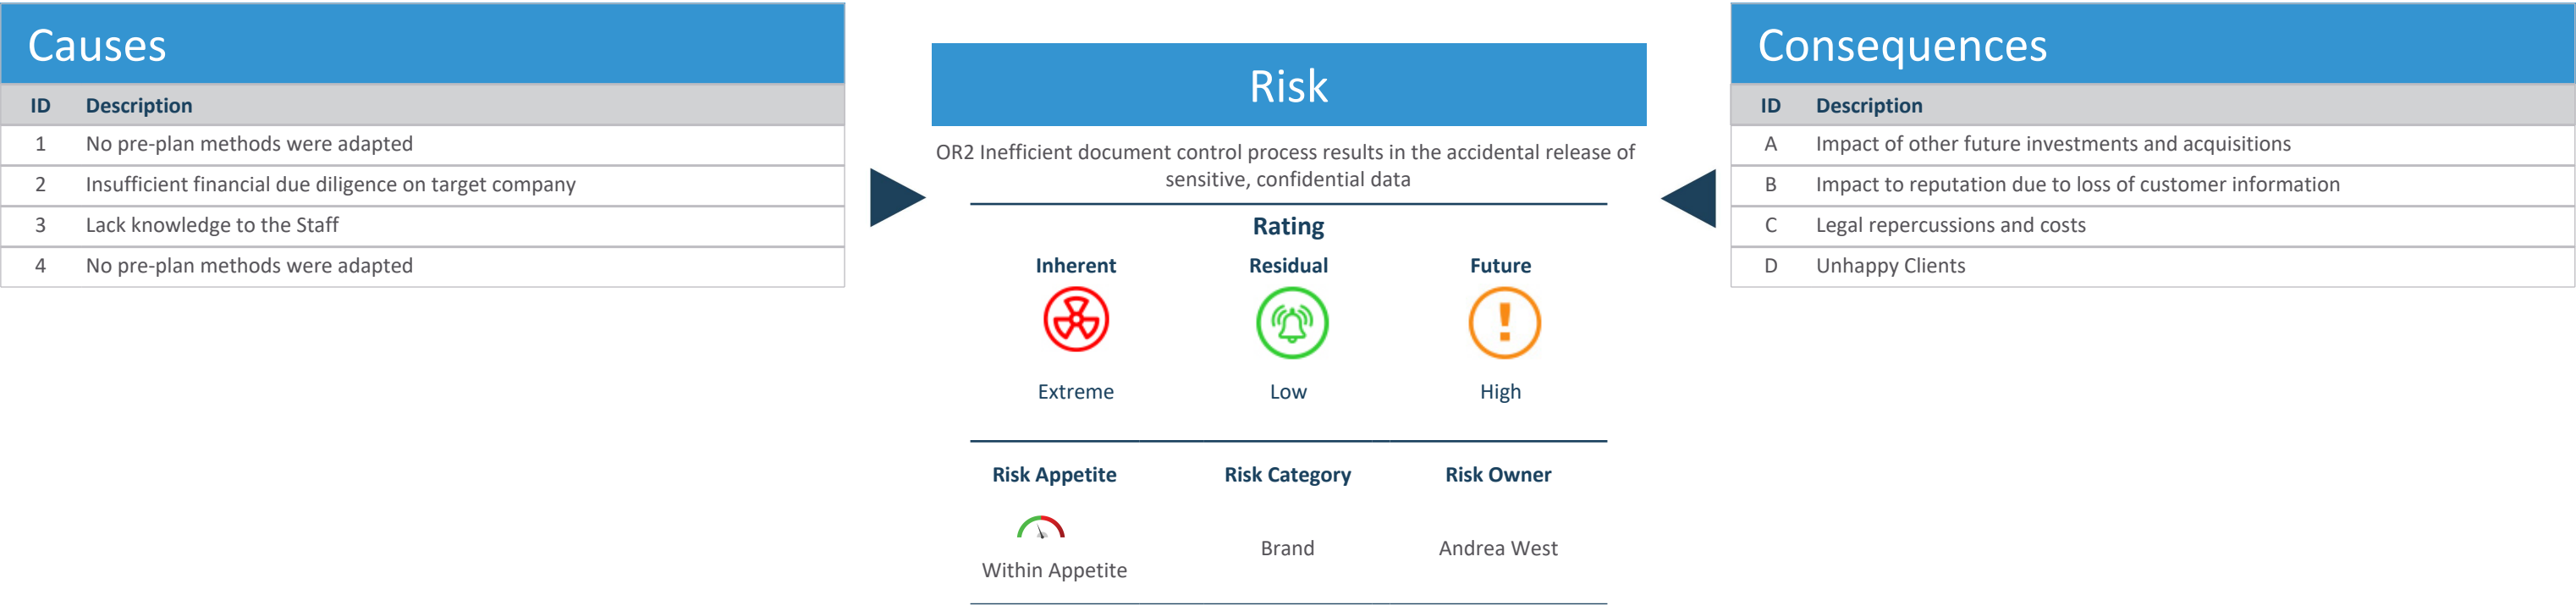 Causes
ID Description
1 No pre-plan methods were adapted
2 Insufficient financial due diligence on target company
3 Lack knowledge to the Staff
4 No pre-plan methods were adapted
Risk
OR2 Inefficient document control process results in the accidental release of
sensitive, confidential data
Rating
Inherent Residual Future
Extreme Low High
Risk Appetite Risk Category Risk Owner
Within Appetite Brand Andrea West
Consequences
ID Description
A Impact of other future investments and acquisitions
B Impact to reputation due to loss of customer information
C Legal repercussions and costs
D Unhappy Clients